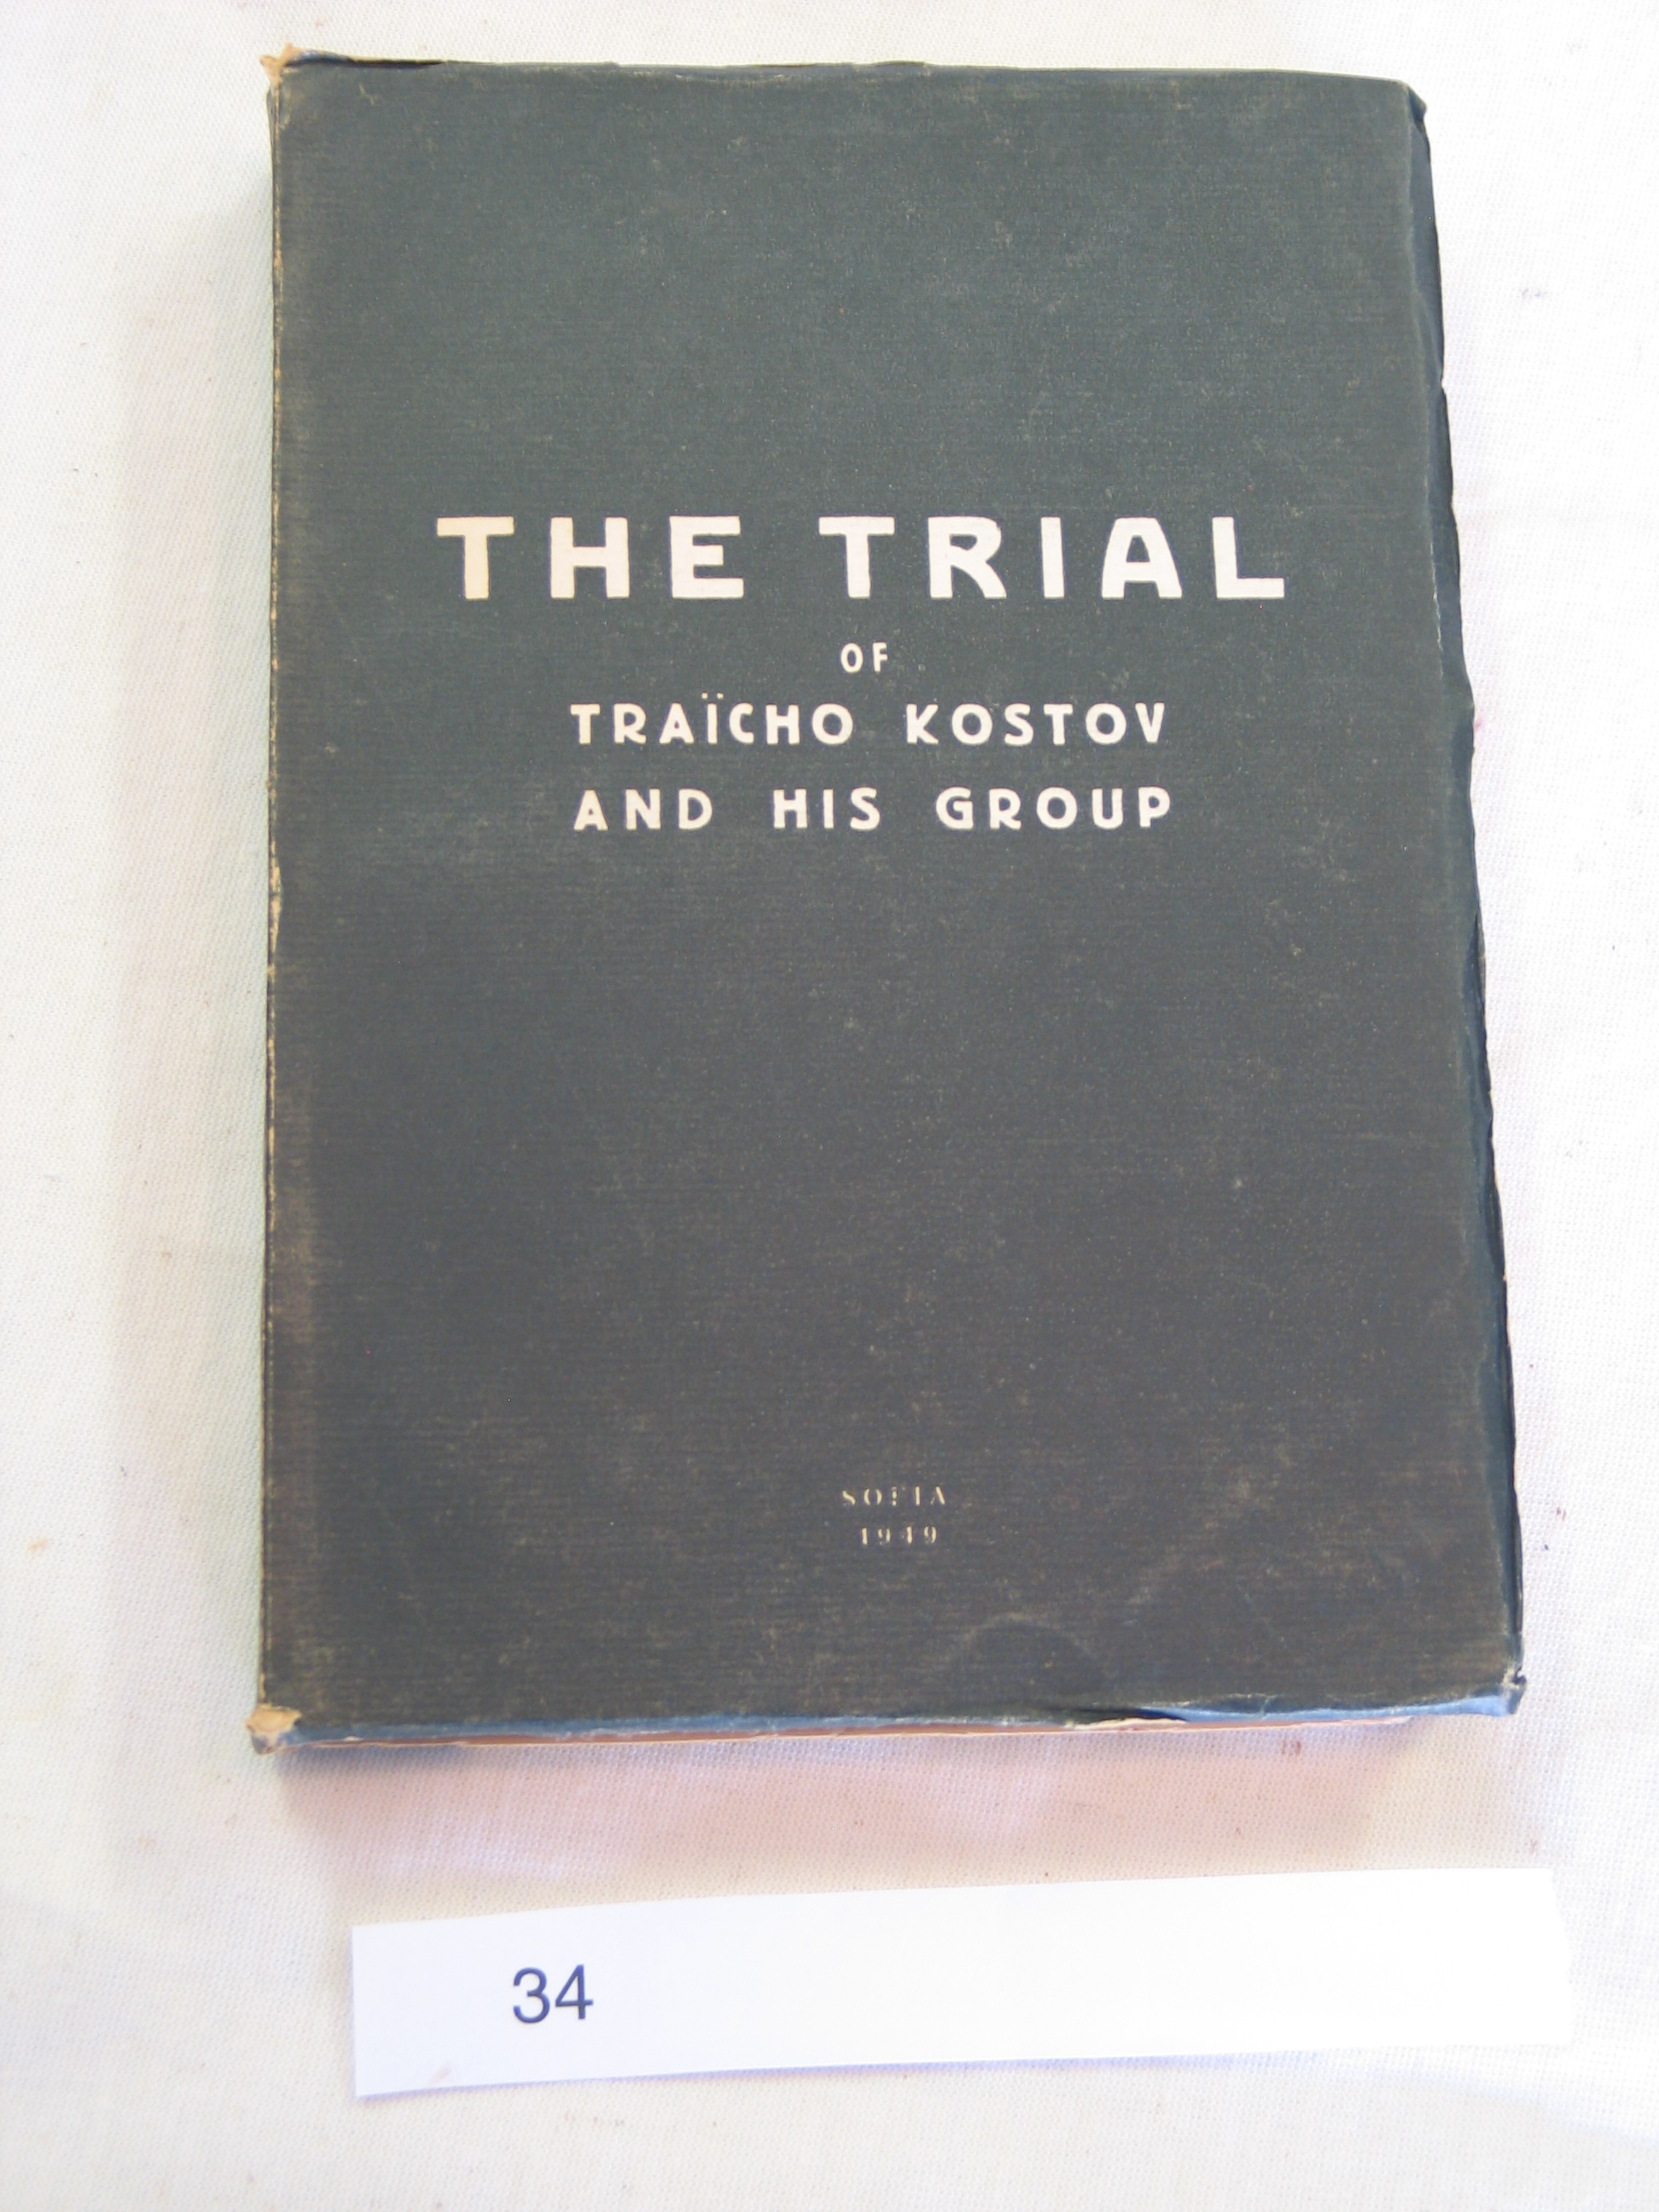 THE TRIAL
OF
TRAÏCHO KOSTOV
AND HIS GROUP
SOFIA
1949
34